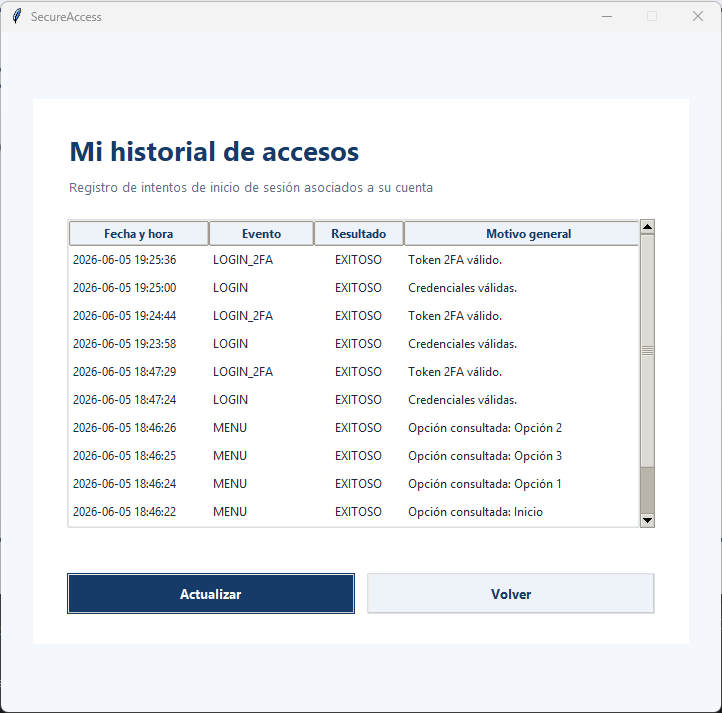 SecureAccess
Mi historial de accesos
Registro de intentos de inicio de sesión asociados a su cuenta
Fecha y hora Evento Resultado Motivo general
2026-06-05 19:25:36 LOGIN_2FA EXITOSO Token 2FA válido.
2026-06-05 19:25:00 LOGIN EXITOSO Credenciales válidas.
2026-06-05 19:24:44 LOGIN_2FA EXITOSO Token 2FA válido.
2026-06-05 19:23:58 LOGIN EXITOSO Credenciales válidas.
2026-06-05 18:47:29 LOGIN_2FA EXITOSO Token 2FA válido.
2026-06-05 18:47:24 LOGIN EXITOSO Credenciales válidas.
2026-06-05 18:46:26 MENU EXITOSO Opción consultada: Opción 2
2026-06-05 18:46:25 MENU EXITOSO Opción consultada: Opción 3
2026-06-05 18:46:24 MENU EXITOSO Opción consultada: Opción 1
2026-06-05 18:46:22 MENU EXITOSO Opción consultada: Inicio
Actualizar Volver